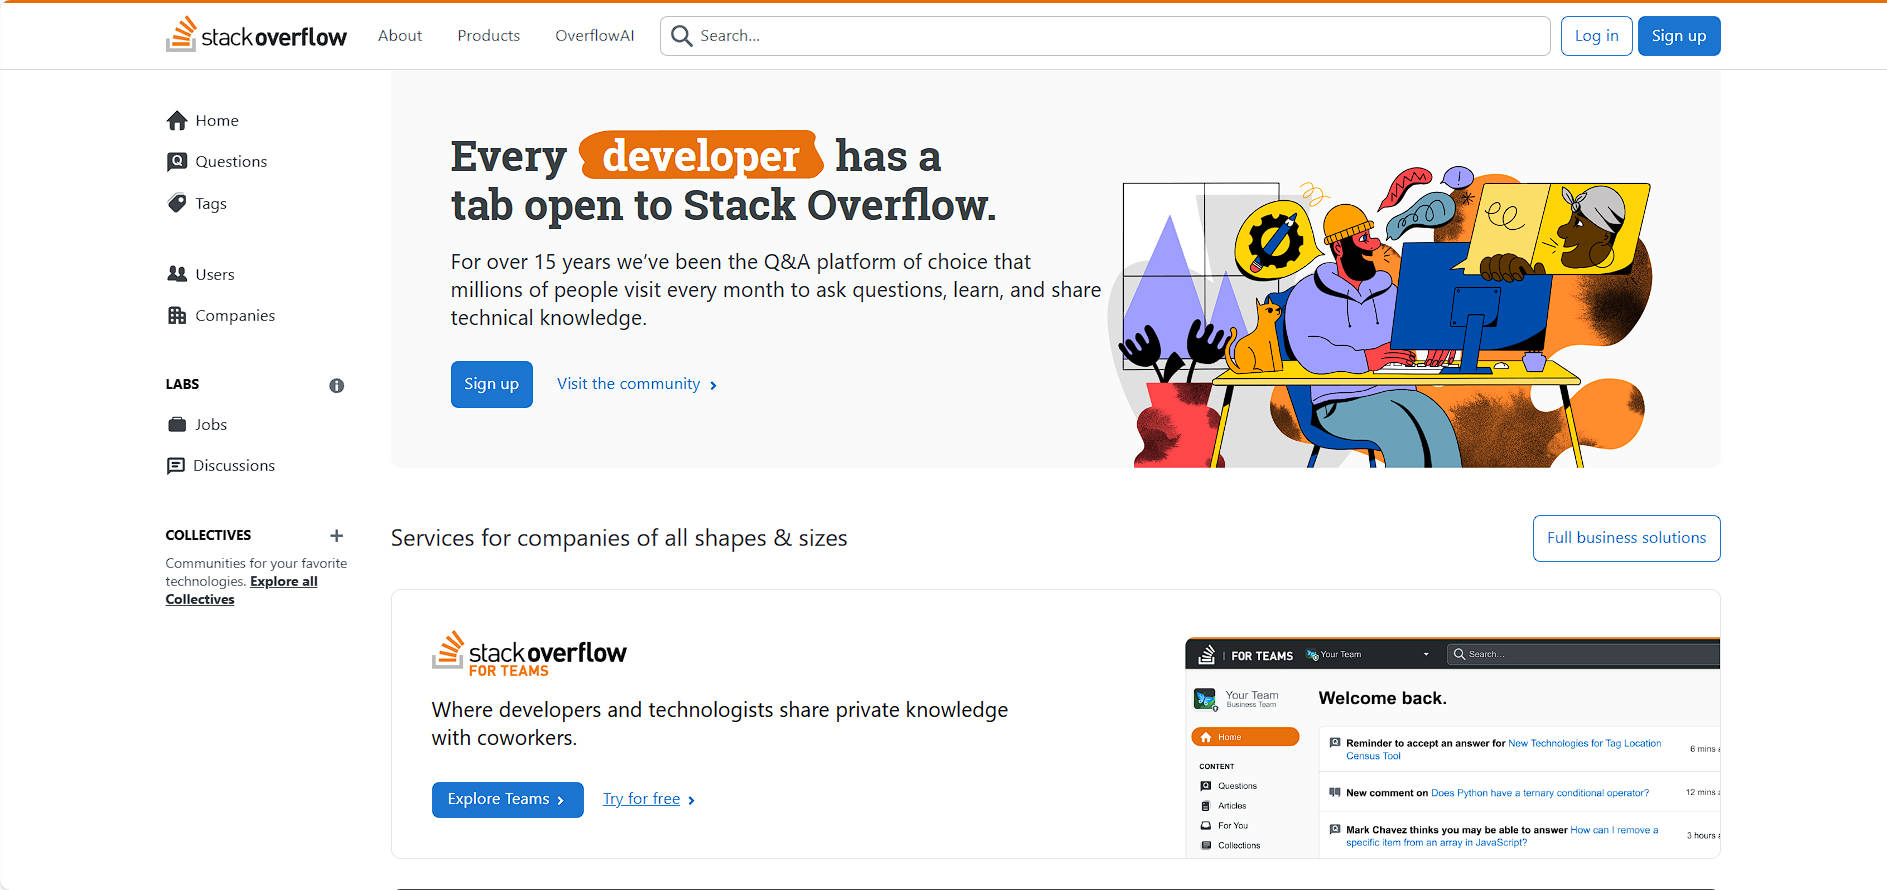 stack overflow
About
Products
OverflowAI
Search...
Log in
Sign up
Home
Questions
Tags
Users
Companies
LABS
Jobs
Discussions
COLLECTIVES
Communities for your favorite
technologies. Explore all
Collectives
Every developer has a
tab open to Stack Overflow.
For over 15 years we’ve been the Q&A platform of choice that
millions of people visit every month to ask questions, learn, and share
technical knowledge.
Sign up
Visit the community
Services for companies of all shapes & sizes
Full business solutions
stack overflow
FOR TEAMS
Where developers and technologists share private knowledge
with coworkers.
Explore Teams
Try for free
FOR TEAMS
Your Team
Search...
Your Team
Business Team
Home
CONTENT
Questions
Articles
For You
Collections
Welcome back.
Reminder to accept an answer for New Technologies for Tag Location
Census Tool
6 mins
New comment on Does Python have a ternary conditional operator?
12 mins
Mark Chavez thinks you may be able to answer How can I remove a
specific item from an array in JavaScript?
3 hours